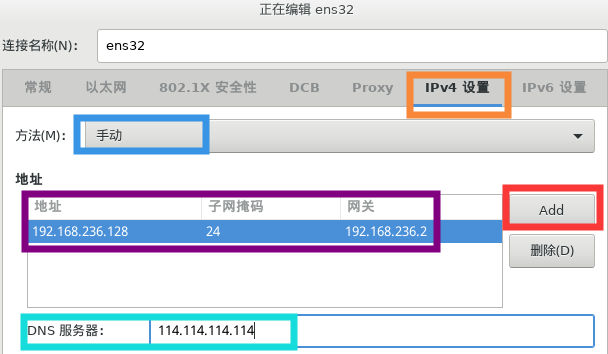 正在编辑 ens32
连接名称(N)： ens32
常规 以太网 802.1X 安全性 DCB Proxy IPv4 设置 IPv6 设置
方法(M)： 手动
地址
地址 子网掩码 网关
Add
192.168.236.128 24 192.168.236.2
删除(D)
DNS 服务器： 114.114.114.114